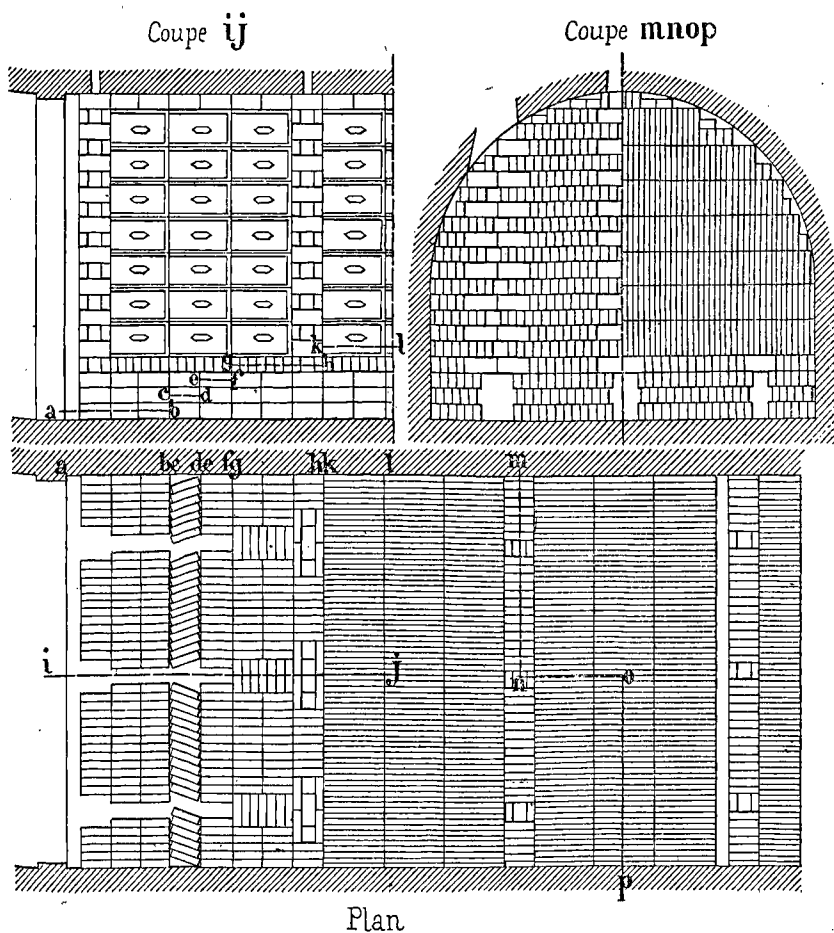 Coupe ij
Coupe mnop
k l
g h
e f
c d
a b
a bc de fg hk l m
i j n o
p
Plan